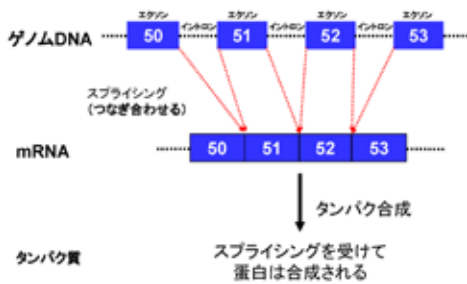 エクソン エクソン エクソン エクソン
ゲノムDNA 50 イントロン 51 イントロン 52 イントロン 53
スプライシング
(つなぎ合わせる)
mRNA 50 51 52 53
タンパク合成
タンパク質 スプライシングを受けて
蛋白は合成される